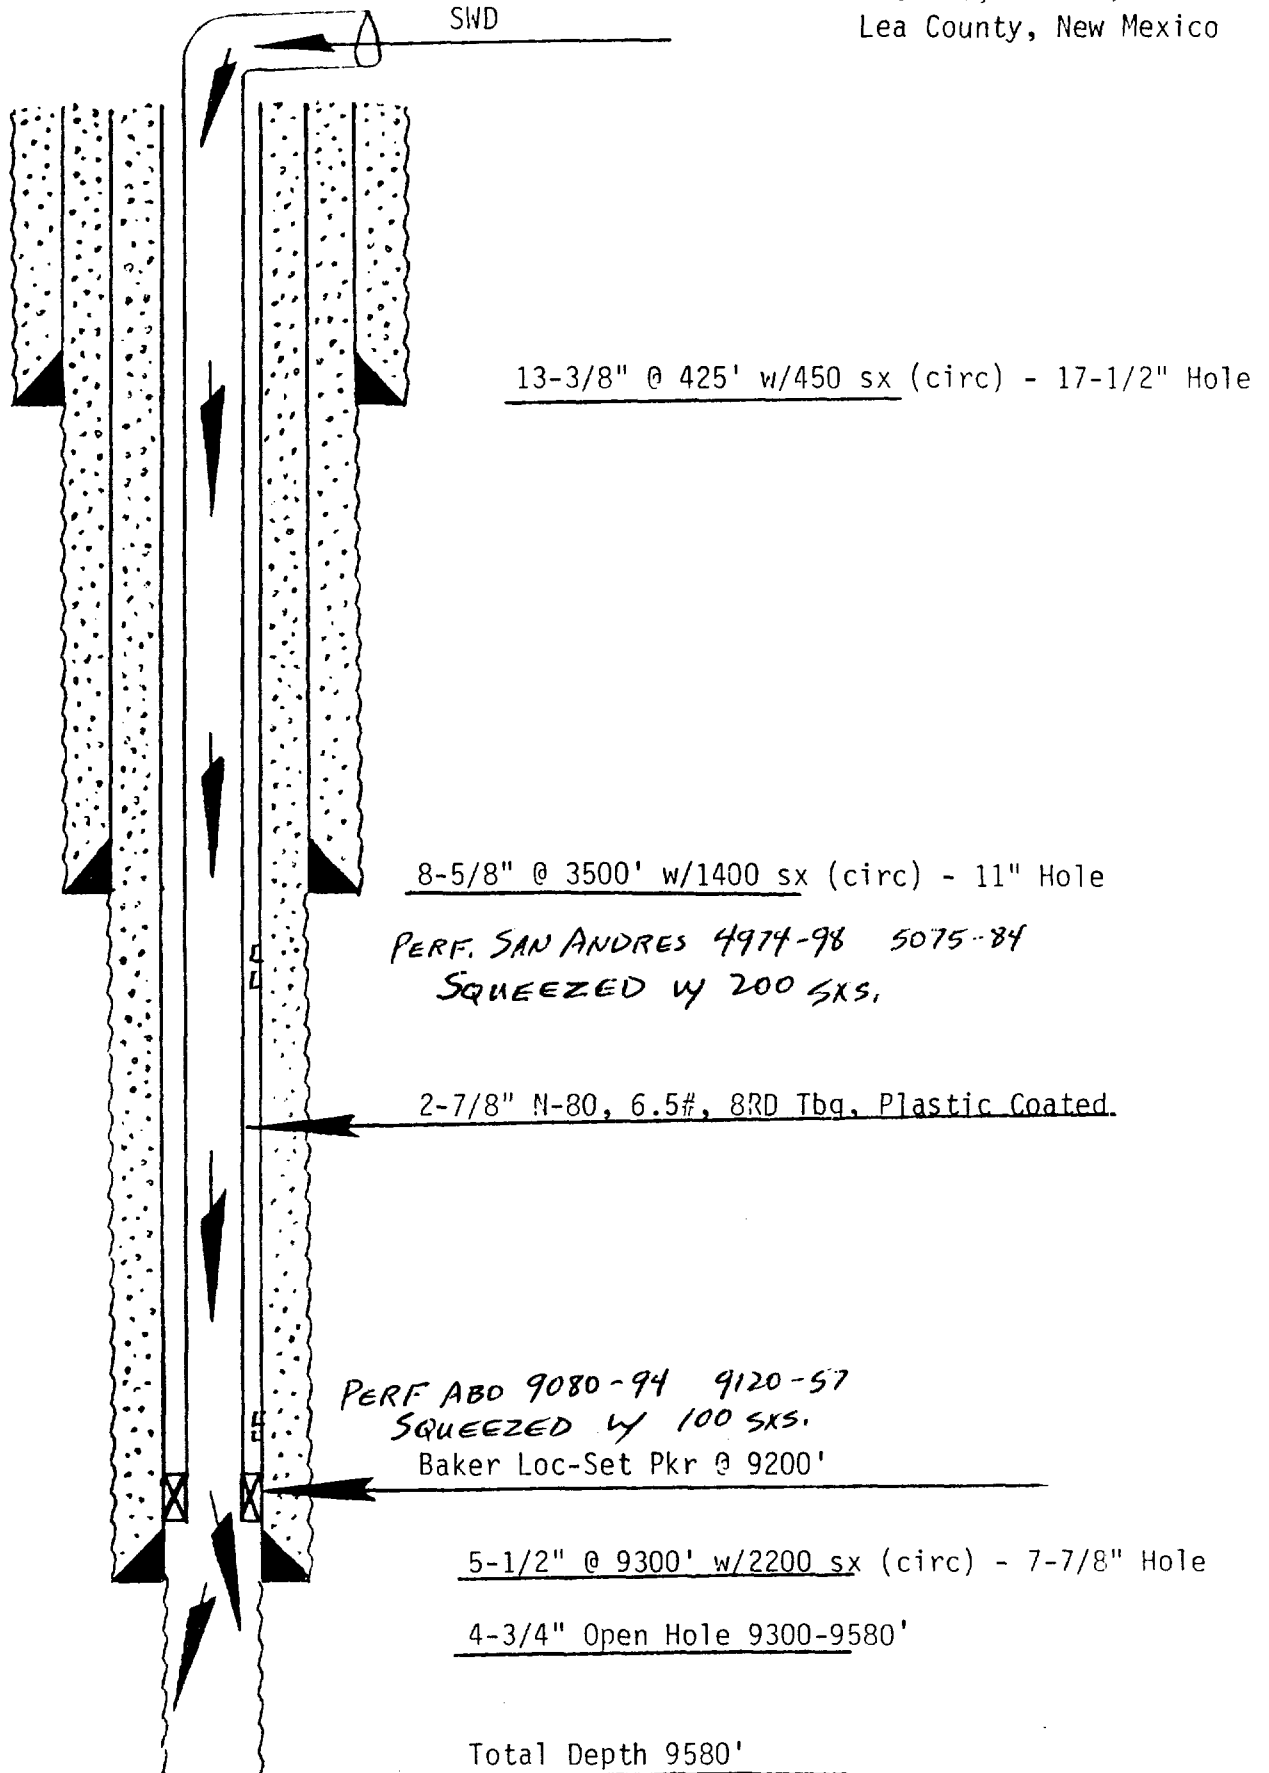 SWD
Lea County, New Mexico
13-3/8" @ 425' w/450 sx (circ) - 17-1/2" Hole
8-5/8" @ 3500' w/1400 sx (circ) - 11" Hole
PERF. SAN ANDRES 4974-98 5075-84
SQUEEZED W/ 200 SXS.
2-7/8" N-80, 6.5#, 8RD Tbg. Plastic Coated.
PERF ABO 9080-94 9120-57
SQUEEZED W/ 100 SXS.
Baker Loc-Set Pkr @ 9200'
5-1/2" @ 9300' w/2200 sx (circ) - 7-7/8" Hole
4-3/4" Open Hole 9300-9580'
Total Depth 9580'